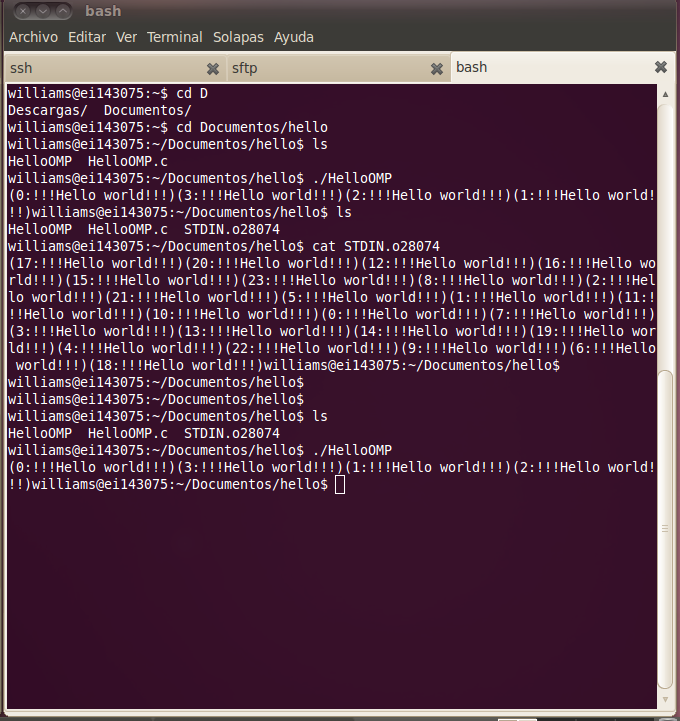 bash
Archivo Editar Ver Terminal Solapas Ayuda
ssh sftp bash
williams@ei143075:~$ cd D
Descargas/  Documentos/
williams@ei143075:~$ cd Documentos/hello
williams@ei143075:~/Documentos/hello$ ls
HelloOMP  HelloOMP.c
williams@ei143075:~/Documentos/hello$ ./HelloOMP
(0:!!!Hello world!!!)(3:!!!Hello world!!!)(2:!!!Hello world!!!)(1:!!!Hello world!
!!)williams@ei143075:~/Documentos/hello$ ls
HelloOMP  HelloOMP.c  STDIN.o28074
williams@ei143075:~/Documentos/hello$ cat STDIN.o28074
(17:!!!Hello world!!!)(20:!!!Hello world!!!)(12:!!!Hello world!!!)(16:!!!Hello wo
rld!!!)(15:!!!Hello world!!!)(23:!!!Hello world!!!)(8:!!!Hello world!!!)(2:!!!Hel
lo world!!!)(21:!!!Hello world!!!)(5:!!!Hello world!!!)(1:!!!Hello world!!!)(11:!
!!Hello world!!!)(10:!!!Hello world!!!)(0:!!!Hello world!!!)(7:!!!Hello world!!!)
(3:!!!Hello world!!!)(13:!!!Hello world!!!)(14:!!!Hello world!!!)(19:!!!Hello wor
ld!!!)(4:!!!Hello world!!!)(22:!!!Hello world!!!)(9:!!!Hello world!!!)(6:!!!Hello
 world!!!)(18:!!!Hello world!!!)williams@ei143075:~/Documentos/hello$
williams@ei143075:~/Documentos/hello$
williams@ei143075:~/Documentos/hello$
williams@ei143075:~/Documentos/hello$ ls
HelloOMP  HelloOMP.c  STDIN.o28074
williams@ei143075:~/Documentos/hello$ ./HelloOMP
(0:!!!Hello world!!!)(3:!!!Hello world!!!)(1:!!!Hello world!!!)(2:!!!Hello world!
!!)williams@ei143075:~/Documentos/hello$